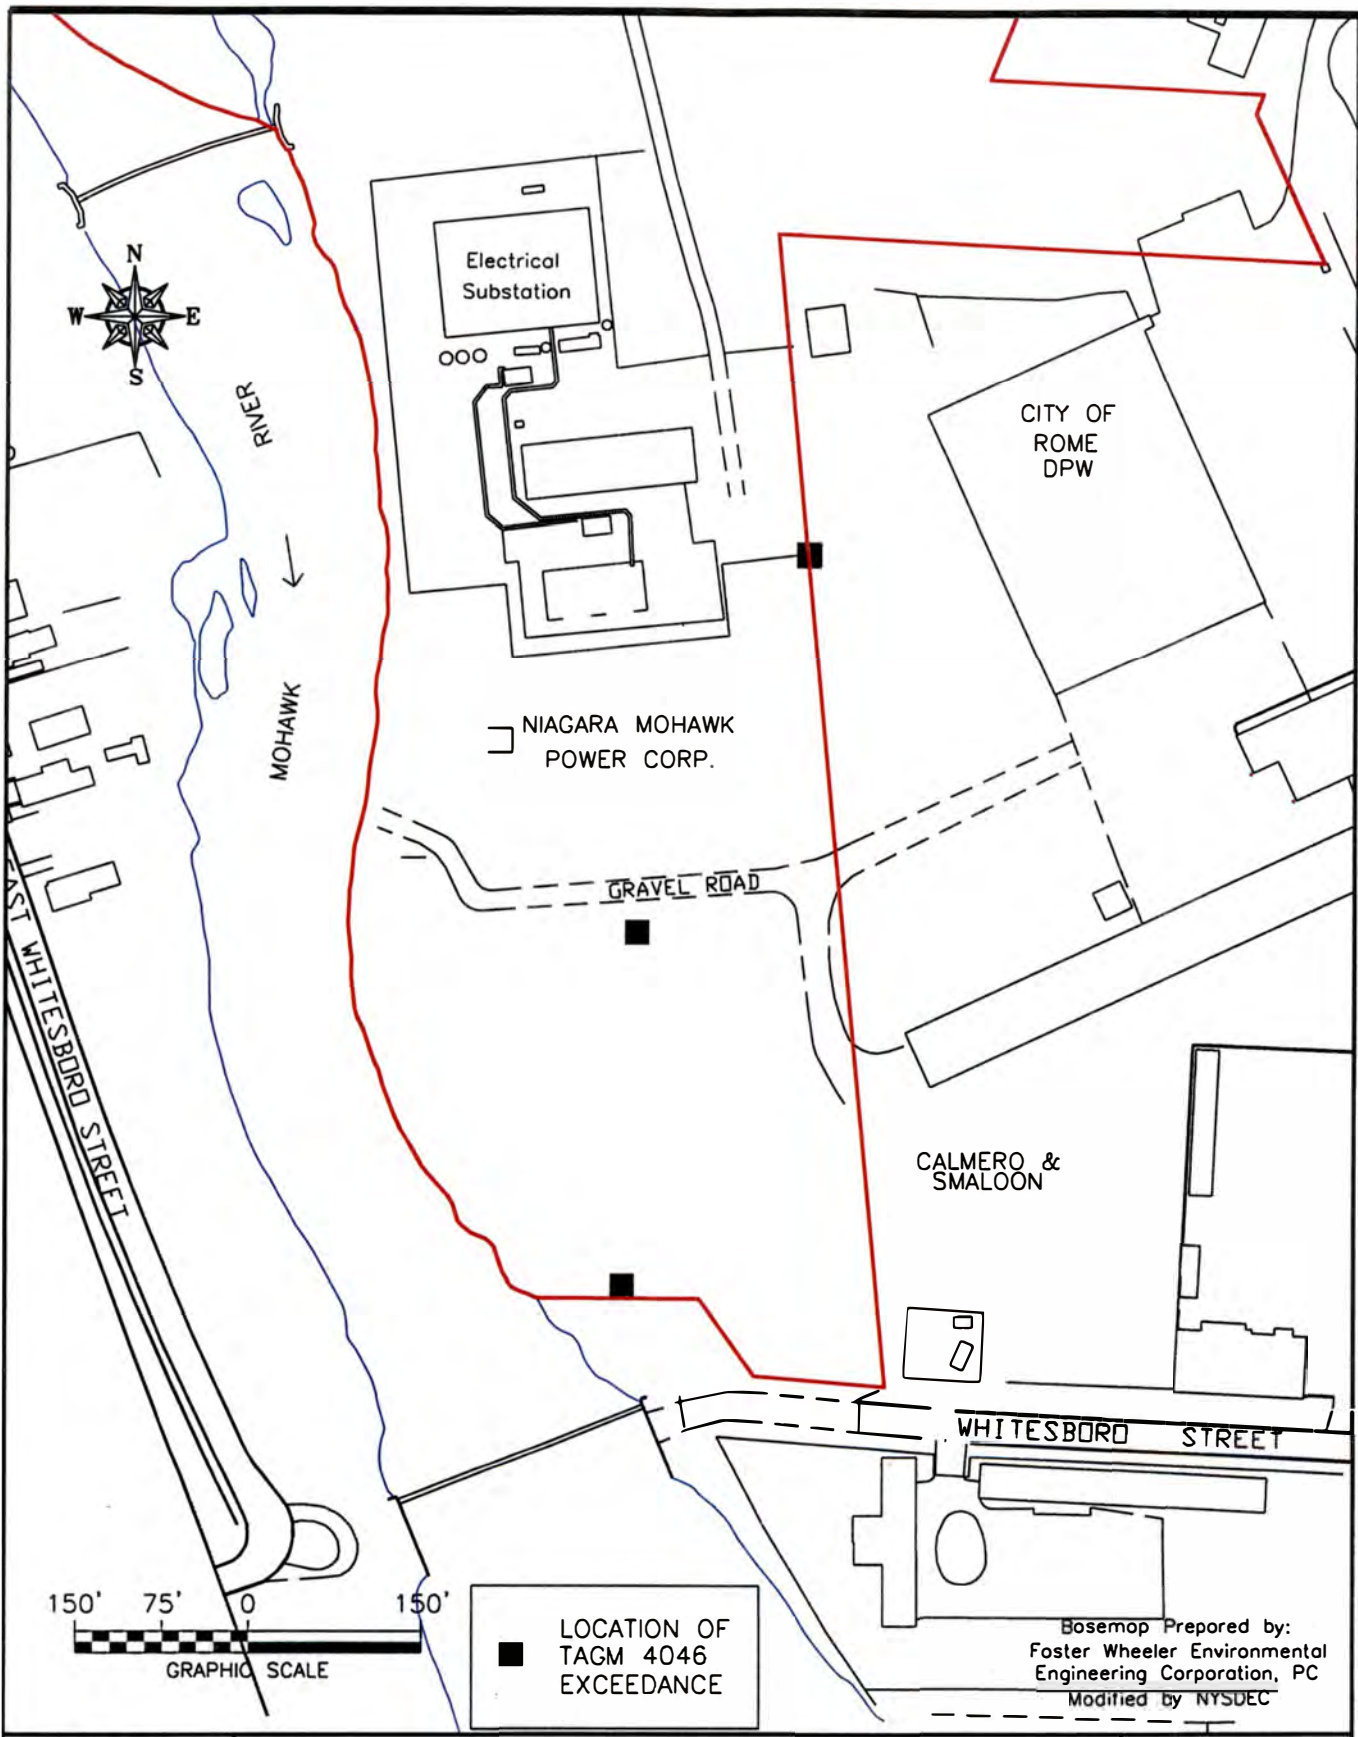 N
W E
S
Electrical
Substation
RIVER
MOHAWK
CITY OF
ROME
DPW
NIAGARA MOHAWK
POWER CORP.
GRAVEL ROAD
EAST WHITESBORO STREET
CALMERO &
SMALOON
WHITESBORO STREET
150' 75' 0 150'
GRAPHIC SCALE
LOCATION OF
TAGM 4046
EXCEEDANCE
Basemap Prepared by:
Foster Wheeler Environmental
Engineering Corporation, PC
Modified by NYSDEC